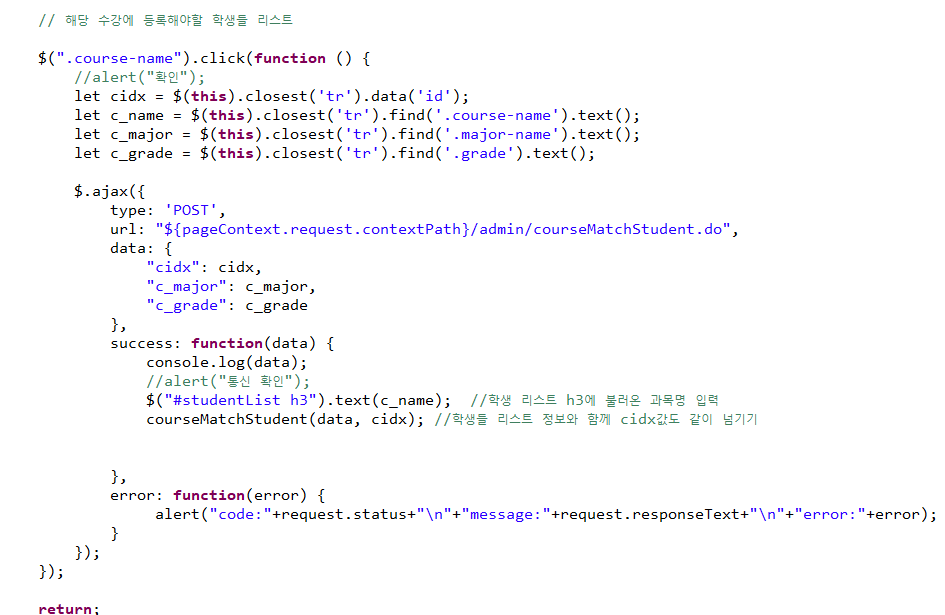 // 해당 수강에 등록해야할 학생들 리스트
$(".course-name").click(function () {
//alert("확인");
let cidx = $(this).closest('tr').data('id');
let c_name = $(this).closest('tr').find('.course-name').text();
let c_major = $(this).closest('tr').find('.major-name').text();
let c_grade = $(this).closest('tr').find('.grade').text();
$.ajax({
type: 'POST',
url: "${pageContext.request.contextPath}/admin/courseMatchStudent.do",
data: {
"cidx": cidx,
"c_major": c_major,
"c_grade": c_grade
},
success: function(data) {
console.log(data);
//alert("통신 확인");
$("#studentList h3").text(c_name);  //학생 리스트 h3에 불러온 과목명 입력
courseMatchStudent(data, cidx); //학생들 리스트 정보와 함께 cidx값도 같이 넘기기
},
error: function(error) {
alert("code:"+request.status+"\n"+"message:"+request.responseText+"\n"+"error:"+error);
}
});
});
return;